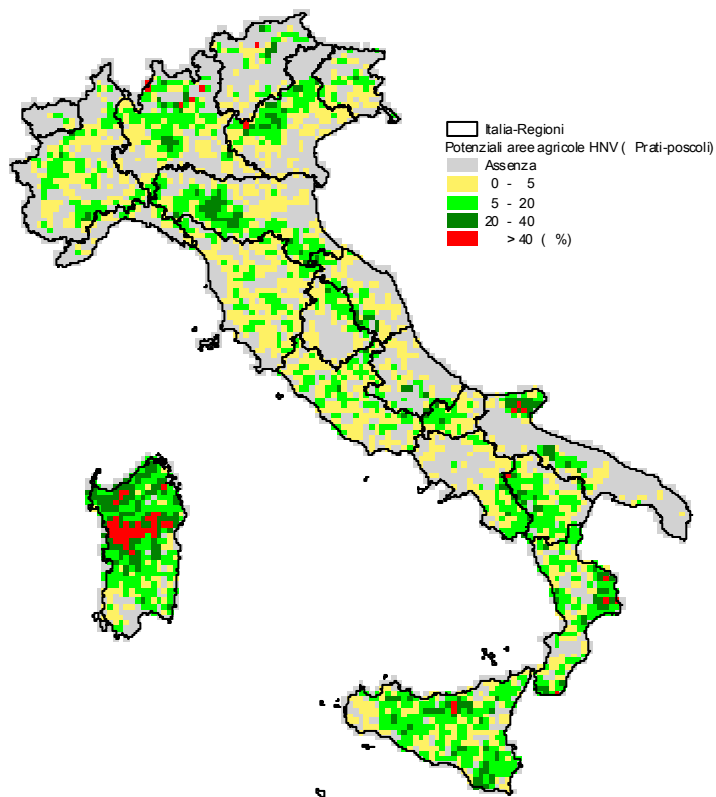 Italia-Regioni
Potenziali aree agricole HNV ( Prati-poscoli)
Assenza
0 - 5
5 - 20
20 - 40
> 40 ( %)